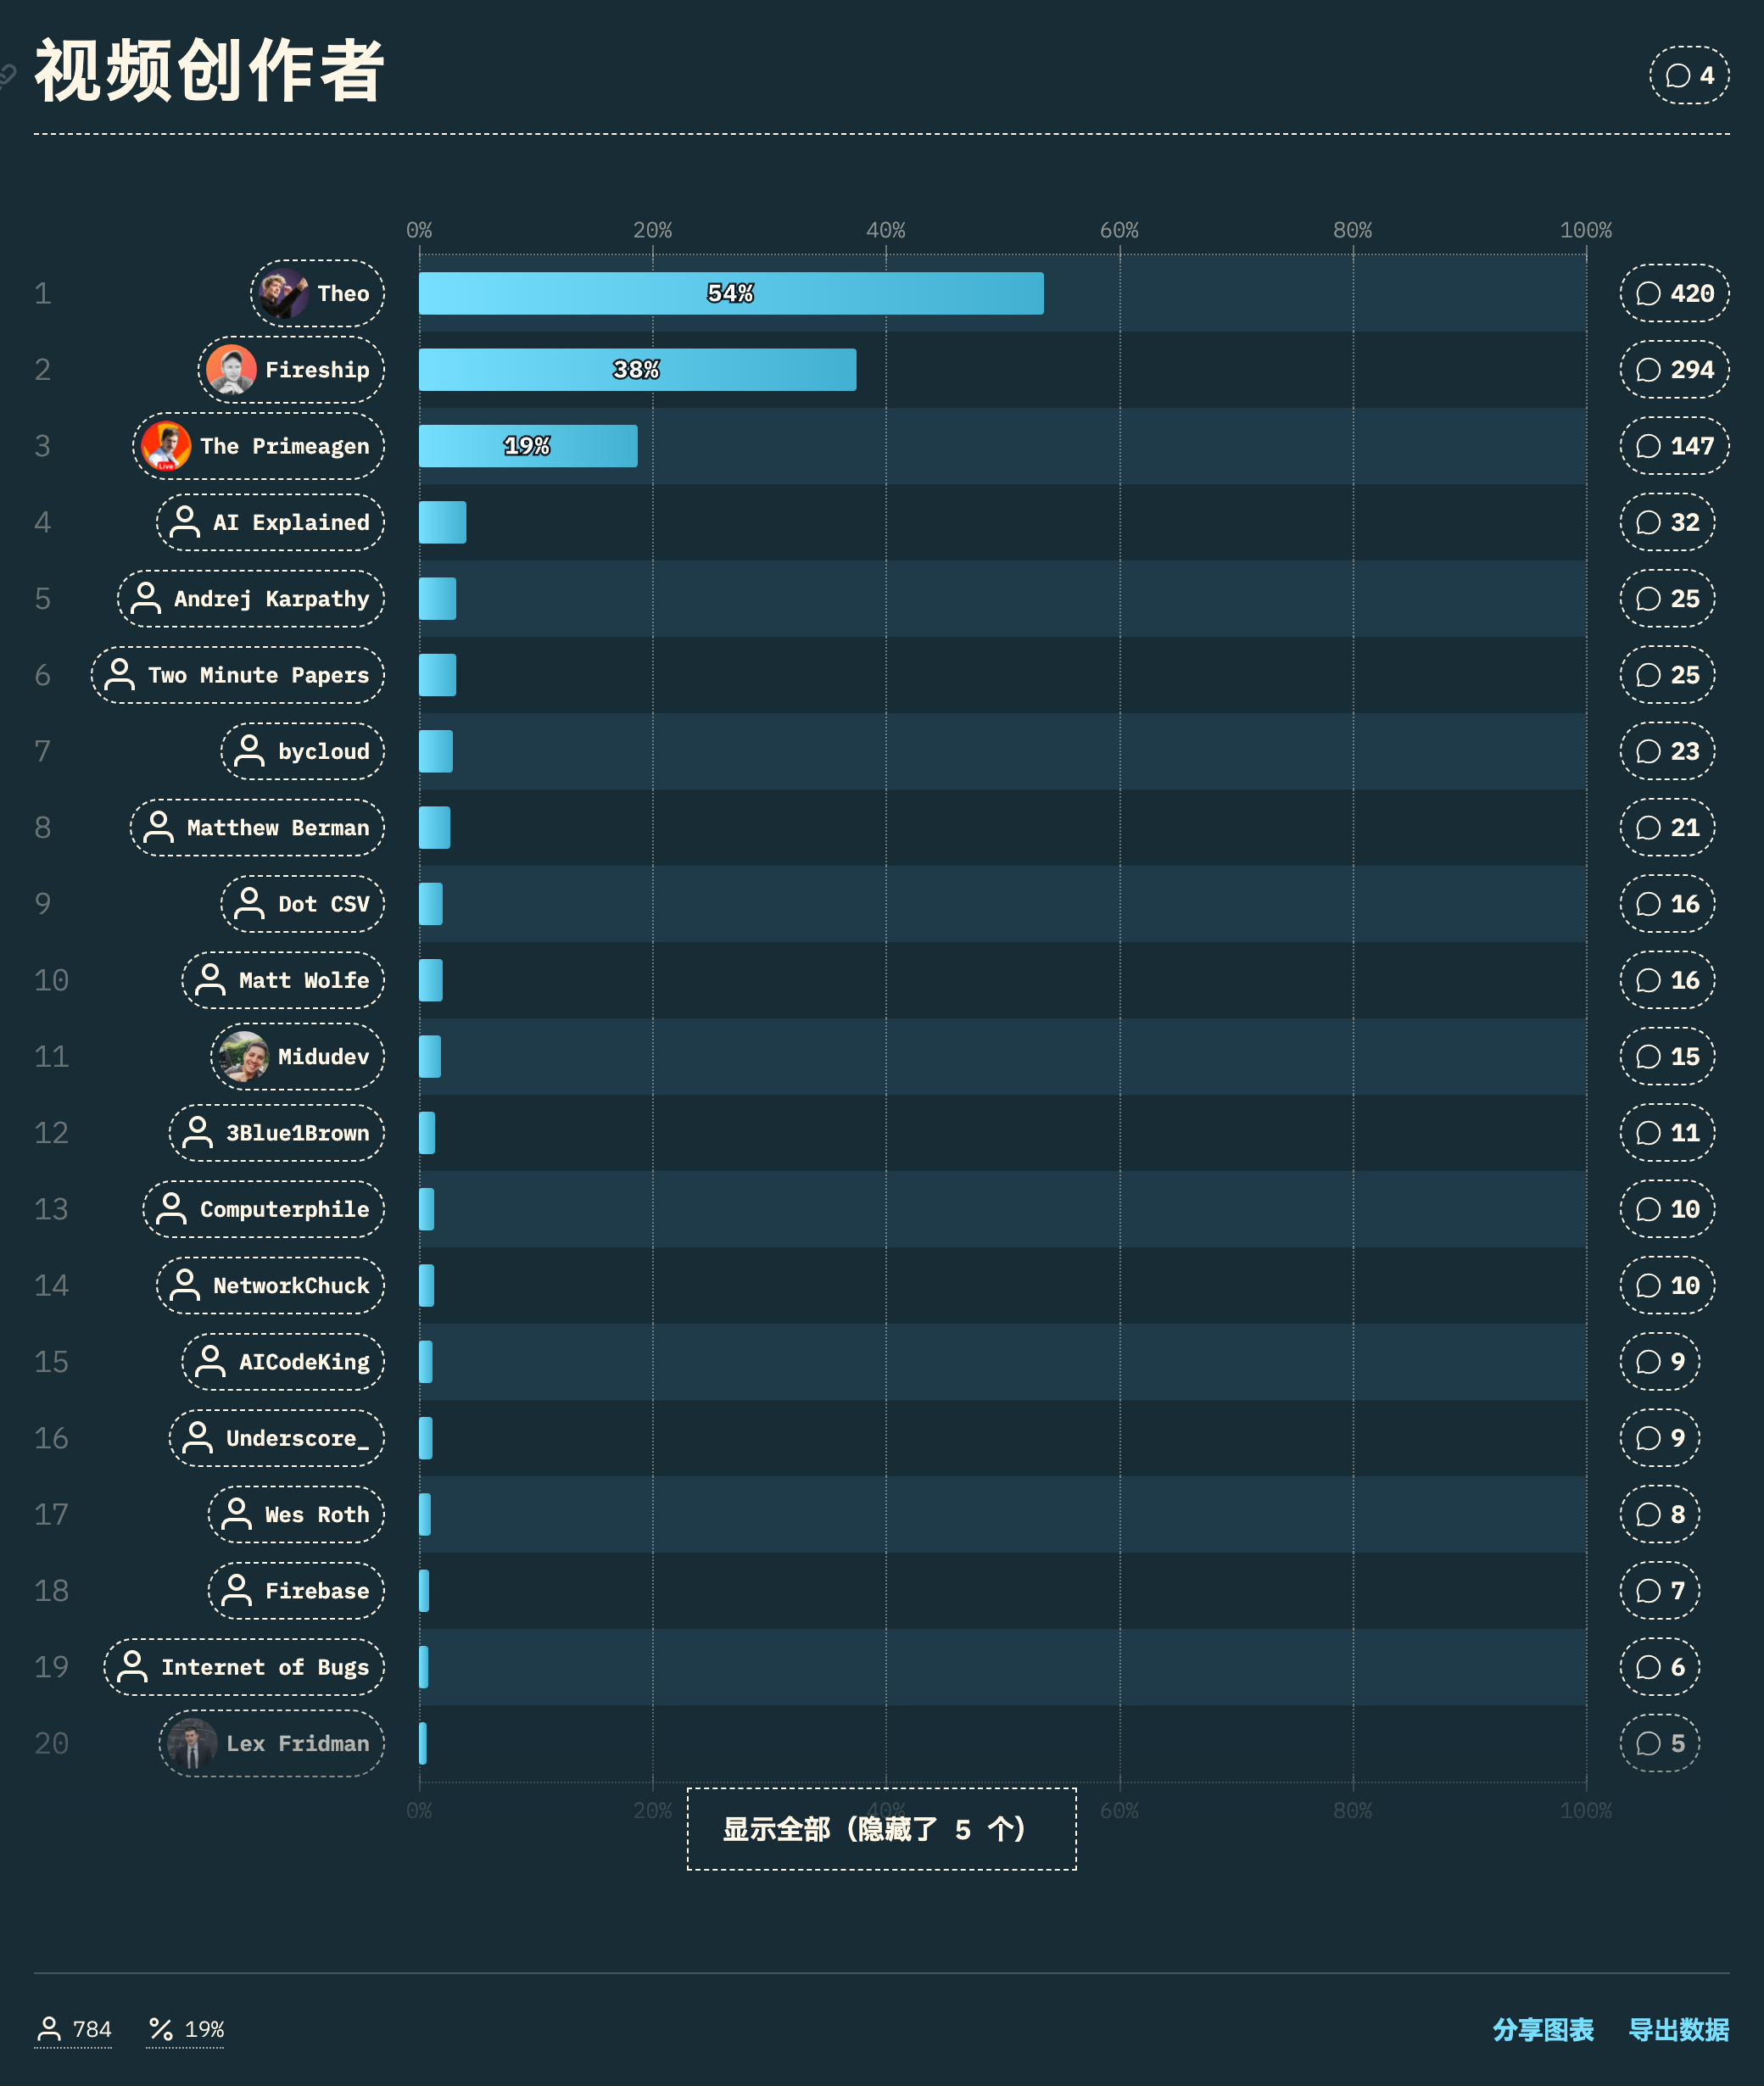 视频创作者
4
0% 20% 40% 60% 80% 100%
1 Theo 54% 420
2 Fireship 38% 294
3 Live The Primeagen 19% 147
4 AI Explained 32
5 Andrej Karpathy 25
6 Two Minute Papers 25
7 bycloud 23
8 Matthew Berman 21
9 Dot CSV 16
10 Matt Wolfe 16
11 Midudev 15
12 3Blue1Brown 11
13 Computerphile 10
14 NetworkChuck 10
15 AICodeKing 9
16 Underscore_ 9
17 Wes Roth 8
18 Firebase 7
19 Internet of Bugs 6
20 Lex Fridman 5
0% 20% 40% 60% 80% 100%
显示全部（隐藏了 5 个）
784 19% 分享图表 导出数据